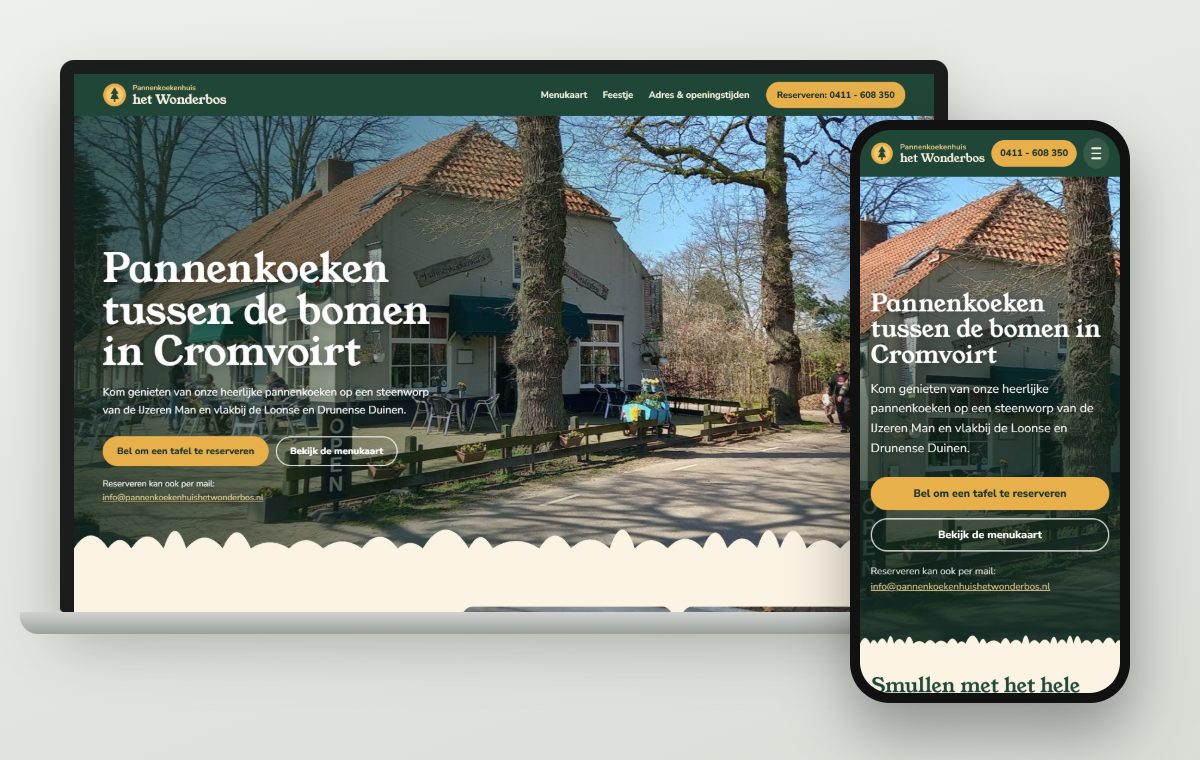 Pannenkoekenhuis
het Wonderbos
Menukaart
Feestje
Adres & openingstijden
Reserveren: 0411 - 608 350
Pannenkoeken
tussen de bomen
in Cromvoirt
Kom genieten van onze heerlijke pannenkoeken op een steenworp
van de IJzeren Man en vlakbij de Loonse en Drunense Duinen.
Bel om een tafel te reserveren
Bekijk de menukaart
Reserveren kan ook per mail:
info@pannenkoekenhuishetwonderbos.nl
OPEN
Pannenkoekenhuis
het Wonderbos
0411 - 608 350
Pannenkoeken
tussen de bomen in
Cromvoirt
Kom genieten van onze heerlijke
pannenkoeken op een steenworp van de
IJzeren Man en vlakbij de Loonse en
Drunense Duinen.
Bel om een tafel te reserveren
Bekijk de menukaart
Reserveren kan ook per mail:
info@pannenkoekenhuishetwonderbos.nl
Smullen met het hele